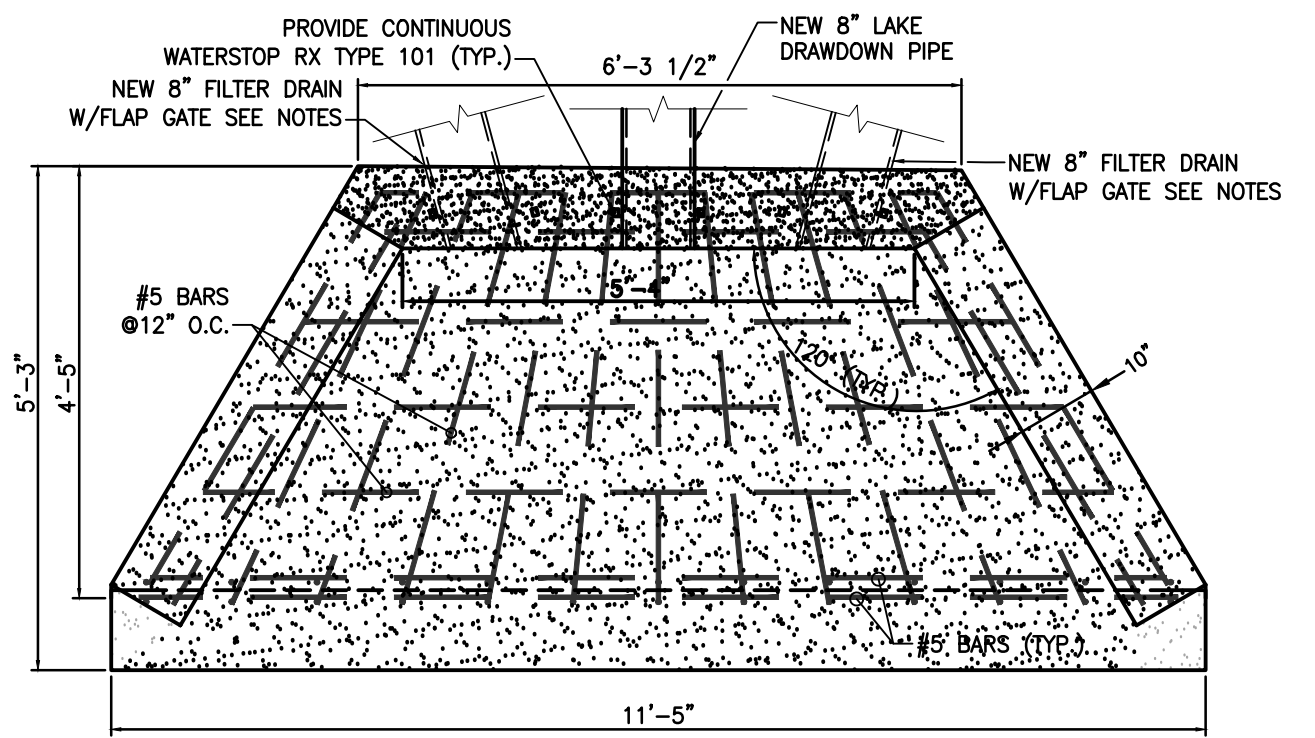 PROVIDE CONTINUOUS
WATERSTOP RX TYPE 101 (TYP.)
NEW 8" LAKE
DRAWDOWN PIPE
6'-3 1/2"
NEW 8" FILTER DRAIN
W/FLAP GATE SEE NOTES
NEW 8" FILTER DRAIN
W/FLAP GATE SEE NOTES
5'-4"
#5 BARS
@12" O.C.
120° (TYP.)
10"
5'-3"
4'-5"
#5 BARS (TYP.)
11'-5"